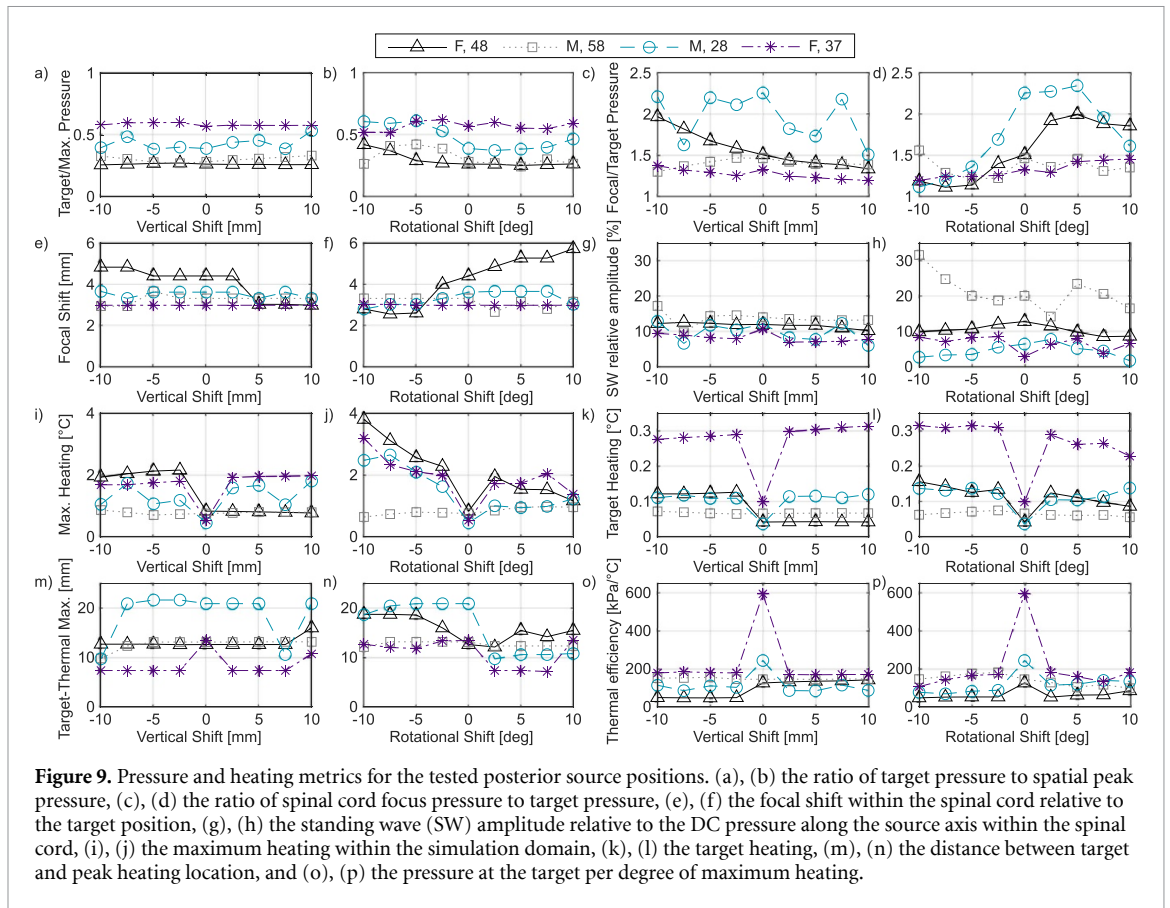 F, 48 M, 58 M, 28 F, 37
a) b) c) d)
Target/Max. Pressure
1
0.5
0
-10 -5 0 5 10
Vertical Shift [mm]
1
0.5
0
-10 -5 0 5 10
Rotational Shift [deg]
Focal/Target Pressure
2.5
2
1.5
1
-10 -5 0 5 10
Vertical Shift [mm]
2.5
2
1.5
1
-10 -5 0 5 10
Rotational Shift [deg]
e) f) g) h)
Focal Shift [mm]
6
4
2
0
-10 -5 0 5 10
Vertical Shift [mm]
6
4
2
0
-10 -5 0 5 10
Rotational Shift [deg]
SW relative amplitude [%]
30
20
10
0
-10 -5 0 5 10
Vertical Shift [mm]
30
20
10
0
-10 -5 0 5 10
Rotational Shift [deg]
i) j) k) l)
Max. Heating [°C]
4
2
0
-10 -5 0 5 10
Vertical Shift [mm]
4
2
0
-10 -5 0 5 10
Rotational Shift [deg]
Target Heating [°C]
0.3
0.2
0.1
0
-10 -5 0 5 10
Vertical Shift [mm]
0.3
0.2
0.1
0
-10 -5 0 5 10
Rotational Shift [deg]
m) n) o) p)
Target-Thermal Max. [mm]
20
10
0
-10 -5 0 5 10
Vertical Shift [mm]
20
10
0
-10 -5 0 5 10
Rotational Shift [deg]
Thermal efficiency [kPa/°C]
600
400
200
0
-10 -5 0 5 10
Vertical Shift [mm]
600
400
200
0
-10 -5 0 5 10
Rotational Shift [deg]
Figure 9. Pressure and heating metrics for the tested posterior source positions. (a), (b) the ratio of target pressure to spatial peak
pressure, (c), (d) the ratio of spinal cord focus pressure to target pressure, (e), (f) the focal shift within the spinal cord relative to
the target position, (g), (h) the standing wave (SW) amplitude relative to the DC pressure along the source axis within the spinal
cord, (i), (j) the maximum heating within the simulation domain, (k), (l) the target heating, (m), (n) the distance between target
and peak heating location, and (o), (p) the pressure at the target per degree of maximum heating.